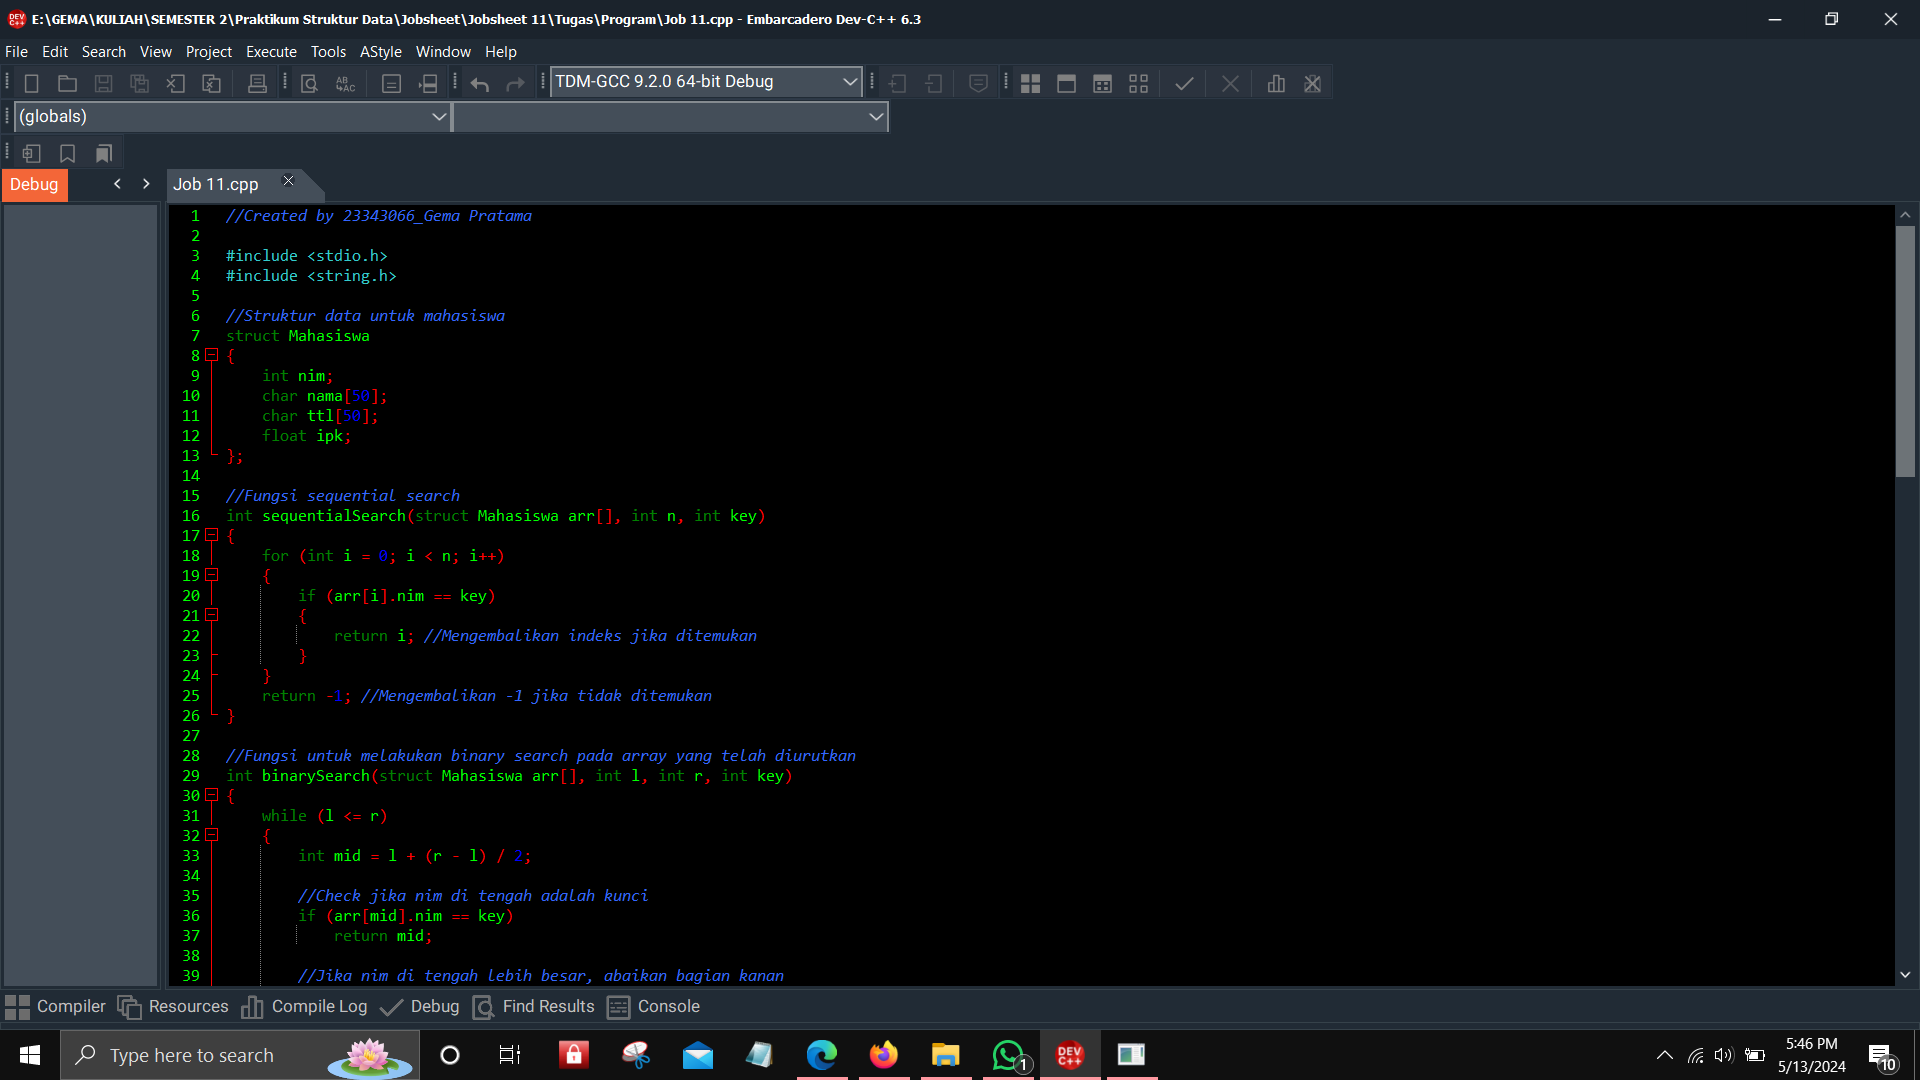 E:\GEMA\KULIAH\SEMESTER 2\Praktikum Struktur Data\Jobsheet\Jobsheet 11\Tugas\Program\Job 11.cpp - Embarcadero Dev-C++ 6.3
File Edit Search View Project Execute Tools AStyle Window Help
TDM-GCC 9.2.0 64-bit Debug
(globals)
Debug
Job 11.cpp
1 //Created by 23343066_Gema Pratama
2
3 #include <stdio.h>
4 #include <string.h>
5
6 //Struktur data untuk mahasiswa
7 struct Mahasiswa
8 {
9 int nim;
10 char nama[50];
11 char ttl[50];
12 float ipk;
13 };
14
15 //Fungsi sequential search
16 int sequentialSearch(struct Mahasiswa arr[], int n, int key)
17 {
18 for (int i = 0; i < n; i++)
19 {
20 if (arr[i].nim == key)
21 {
22 return i; //Mengembalikan indeks jika ditemukan
23 }
24 }
25 return -1; //Mengembalikan -1 jika tidak ditemukan
26 }
27
28 //Fungsi untuk melakukan binary search pada array yang telah diurutkan
29 int binarySearch(struct Mahasiswa arr[], int l, int r, int key)
30 {
31 while (l <= r)
32 {
33 int mid = l + (r - l) / 2;
34
35 //Check jika nim di tengah adalah kunci
36 if (arr[mid].nim == key)
37 return mid;
38
39 //Jika nim di tengah lebih besar, abaikan bagian kanan
Compiler Resources Compile Log Debug Find Results Console
Type here to search
1
DEV C++
5:46 PM
5/13/2024
10